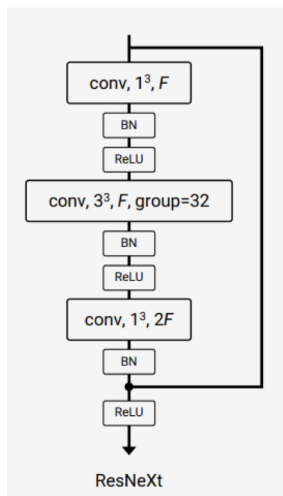 conv, 1³, F
BN
ReLU
conv, 3³, F, group=32
BN
ReLU
conv, 1³, 2F
BN
ReLU
ResNeXt